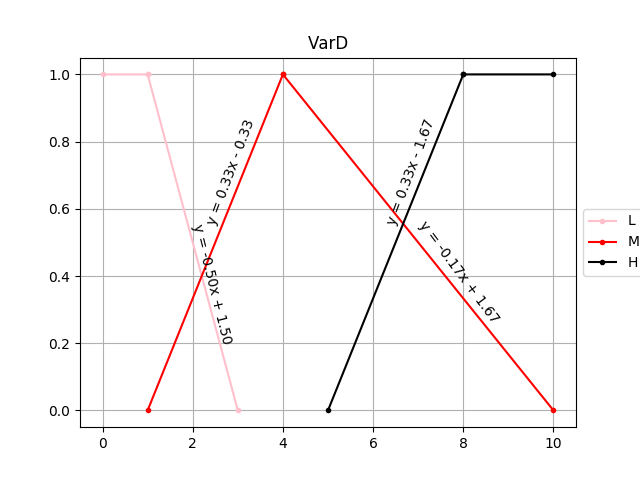 VarD
1.0
0.8
0.6
0.4
0.2
0.0
0
2
4
6
8
10
y = -0.50x + 1.50
y = 0.33x - 0.33
y = -0.17x + 1.67
y = 0.33x - 1.67
L
M
H